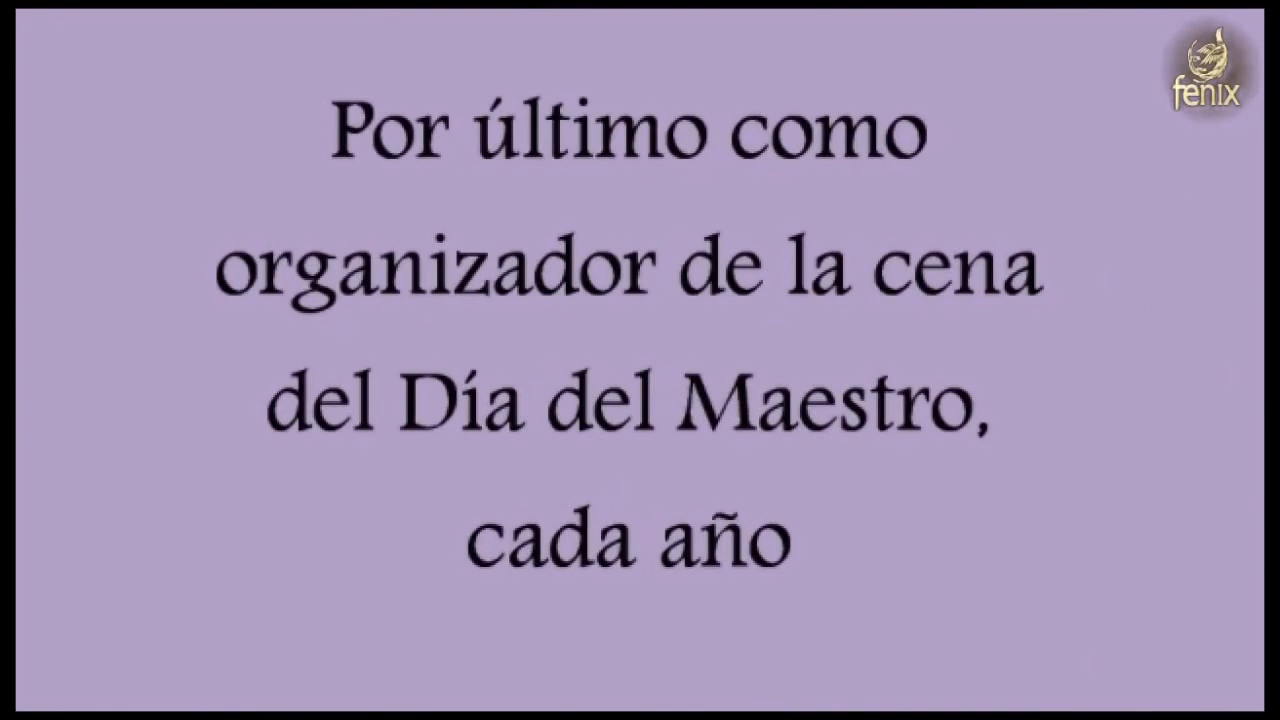 fenix
Por último como
organizador de la cena
del Día del Maestro,
cada año